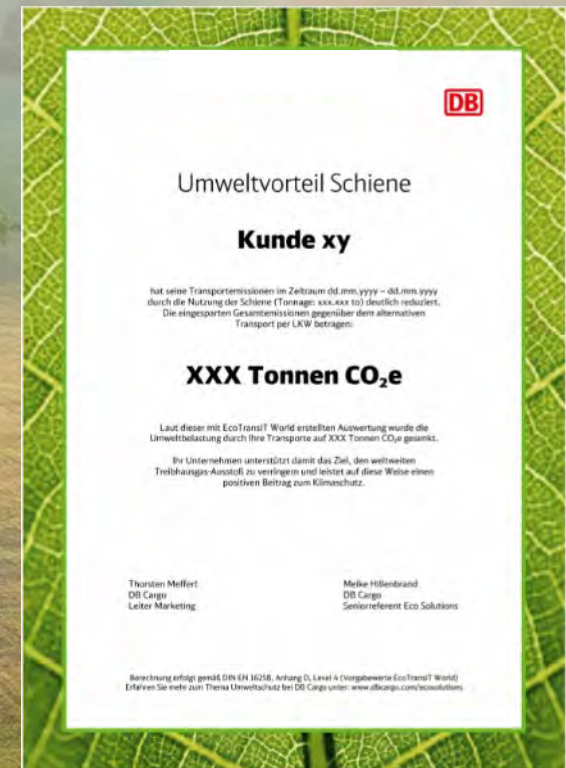 DB
Umweltvorteil Schiene
Kunde xy
hat seine Transportemissionen im Zeitraum dd.mm.yyyy – dd.mm.yyyy
durch die Nutzung der Schiene (Tonnage: xxx.xxx to) deutlich reduziert.
Die eingesparten Gesamtemissionen gegenüber dem alternativen
Transport per LKW betragen:
XXX Tonnen CO₂e
Laut dieser mit EcoTransIT World erstellten Auswertung wurde die
Umweltbelastung durch Ihre Transporte auf XXX Tonnen CO₂e gesenkt.
Ihr Unternehmen unterstützt damit das Ziel, den weltweiten
Treibhausgas-Ausstoß zu verringern und leistet auf diese Weise einen
positiven Beitrag zum Klimaschutz.
Thorsten Meffert
DB Cargo
Leiter Marketing
Meike Hillenbrand
DB Cargo
Seniorreferent Eco Solutions
Berechnung erfolgt gemäß DIN EN 16258, Anhang D, Level 4 (Vorgabewerte EcoTransIT World)
Erfahren Sie mehr zum Thema Umweltschutz bei DB Cargo unter: www.dbcargo.com/ecosolutions